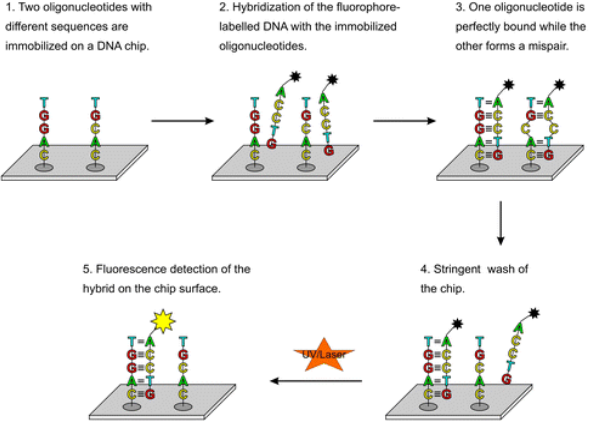 1. Two oligonucleotides with
different sequences are
immobilized on a DNA chip.
T
G
G
A
C
T
G
C
A
C
2. Hybridization of the fluorophore-
labelled DNA with the immobilized
oligonucleotides.
T
G
G
A
C
A
C
C
T
G
T
G
C
A
C
A
C
C
T
G
3. One oligonucleotide is
perfectly bound while the
other forms a mispair.
T=A
G≡C
G≡C
A=T
C≡G
T=A
G≡C
C C
A T
C≡G
4. Stringent wash of
the chip.
T=A
G≡C
G≡C
A=T
C≡G
T
G
C
A
C
A
C
C
T
G
UV/Laser
5. Fluorescence detection of the
hybrid on the chip surface.
T=A
G≡C
G≡C
A=T
C≡G
T
G
C
A
C